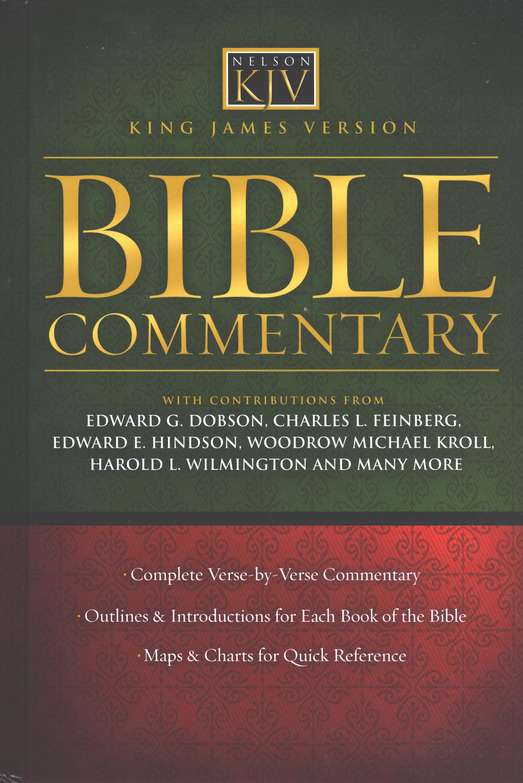 NELSON
KJV
KING JAMES VERSION
BIBLE
COMMENTARY
WITH CONTRIBUTIONS FROM
EDWARD G. DOBSON, CHARLES L. FEINBERG,
EDWARD E. HINDSON, WOODROW MICHAEL KROLL,
HAROLD L. WILMINGTON AND MANY MORE
· Complete Verse-by-Verse Commentary
· Outlines & Introductions for Each Book of the Bible
· Maps & Charts for Quick Reference